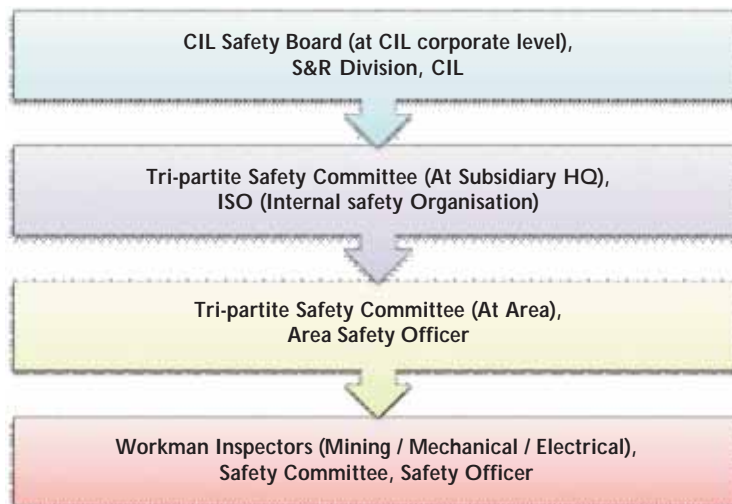 CIL Safety Board (at CIL corporate level),
S&R Division, CIL
Tri-partite Safety Committee (At Subsidiary HQ),
ISO (Internal safety Organisation)
Tri-partite Safety Committee (At Area),
Area Safety Officer
Workman Inspectors (Mining / Mechanical / Electrical),
Safety Committee, Safety Officer